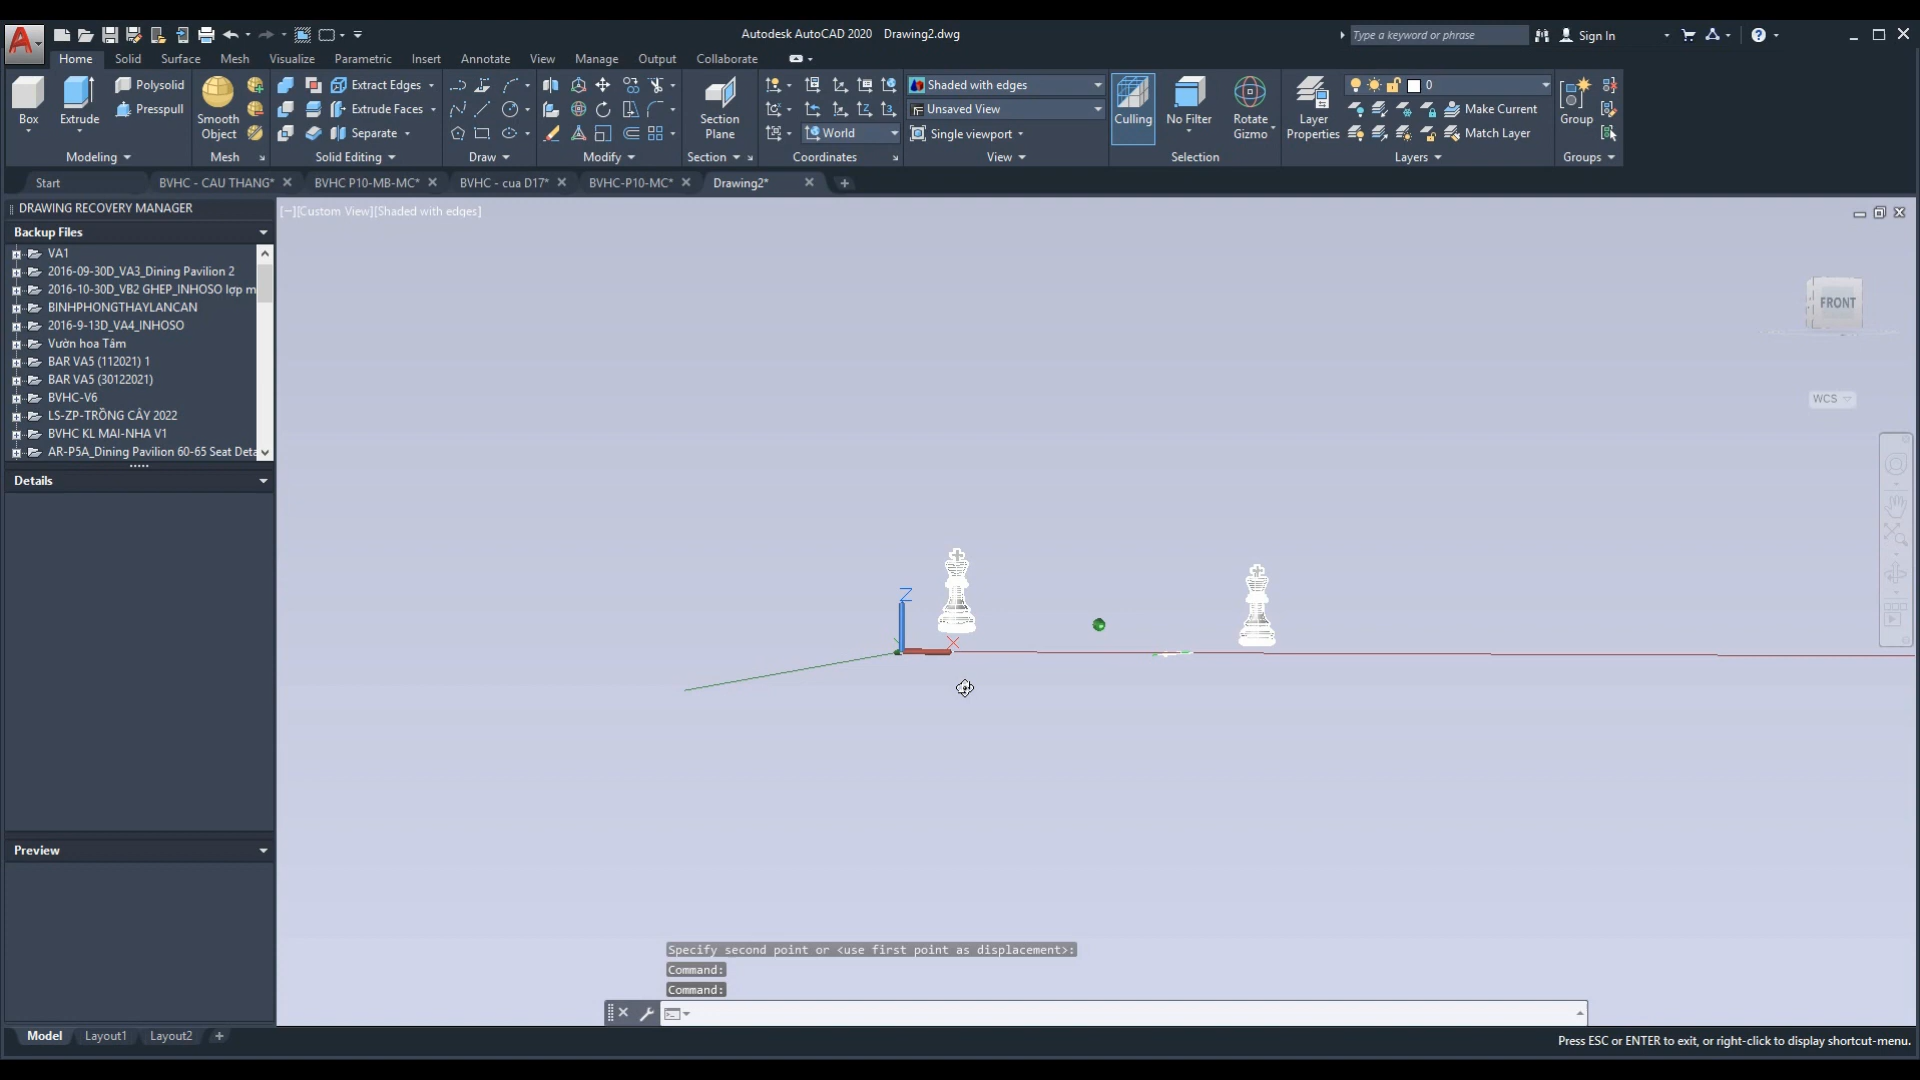 Autodesk AutoCAD 2020 Drawing2.dwg
Type a keyword or phrase
Sign In
Home Solid Surface Mesh Visualize Parametric Insert Annotate View Manage Output Collaborate
Box
Extrude
Polysolid
Presspull
Modeling
Smooth Object
Mesh
Extract Edges
Extrude Faces
Separate
Solid Editing
Draw
Modify
Section Plane
Section
World
Coordinates
Shaded with edges
Unsaved View
Single viewport
View
Culling
No Filter
Rotate Gizmo
Selection
Layer Properties
0
Make Current
Match Layer
Layers
Group
Groups
Start
BVHC - CAU THANG*
BVHC P10-MB-MC*
BVHC - cua D17*
BVHC-P10-MC*
Drawing2*
DRAWING RECOVERY MANAGER
Backup Files
VA1
2016-09-30D_VA3_Dining Pavilion 2
2016-10-30D_VB2 GHEP_INHOSO lợp m
BINHPHONGTHAYLANCAN
2016-9-13D_VA4_INHOSO
Vườn hoa Tâm
BAR VA5 (112021) 1
BAR VA5 (30122021)
BVHC-V6
LS-ZP-TRỒNG CÂY 2022
BVHC KL MAI-NHA V1
AR-P5A_Dining Pavilion 60-65 Seat Deta
Details
Preview
[−][Custom View][Shaded with edges]
FRONT
WCS
Z
X
Specify second point or <use first point as displacement>:
Command:
Command:
Model Layout1 Layout2
Press ESC or ENTER to exit, or right-click to display shortcut-menu.